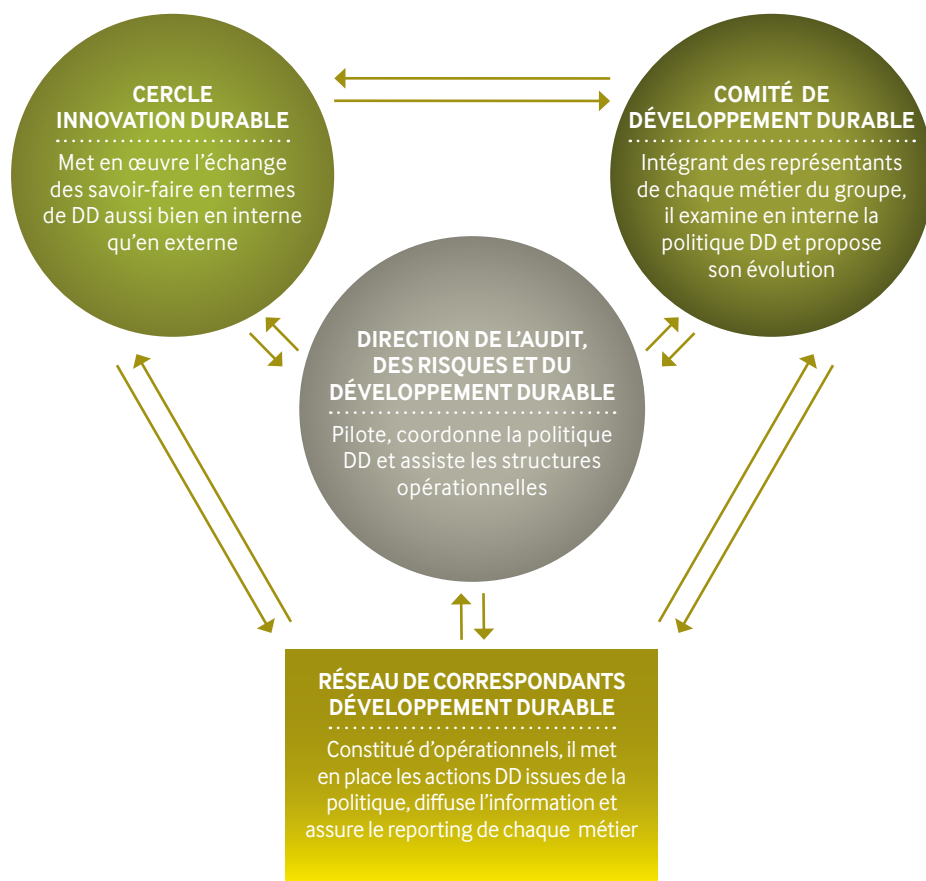 CERCLE
INNOVATION DURABLE
Met en œuvre l'échange
des savoir-faire en termes
de DD aussi bien en interne
qu'en externe
COMITÉ DE
DÉVELOPPEMENT DURABLE
Intégrant des représentants
de chaque métier du groupe,
il examine en interne la
politique DD et propose
son évolution
DIRECTION DE L'AUDIT,
DES RISQUES ET DU
DÉVELOPPEMENT DURABLE
Pilote, coordonne la politique
DD et assiste les structures
opérationnelles
RÉSEAU DE CORRESPONDANTS
DÉVELOPPEMENT DURABLE
Constitué d'opérationnels, il met
en place les actions DD issues de la
politique, diffuse l'information et
assure le reporting de chaque métier